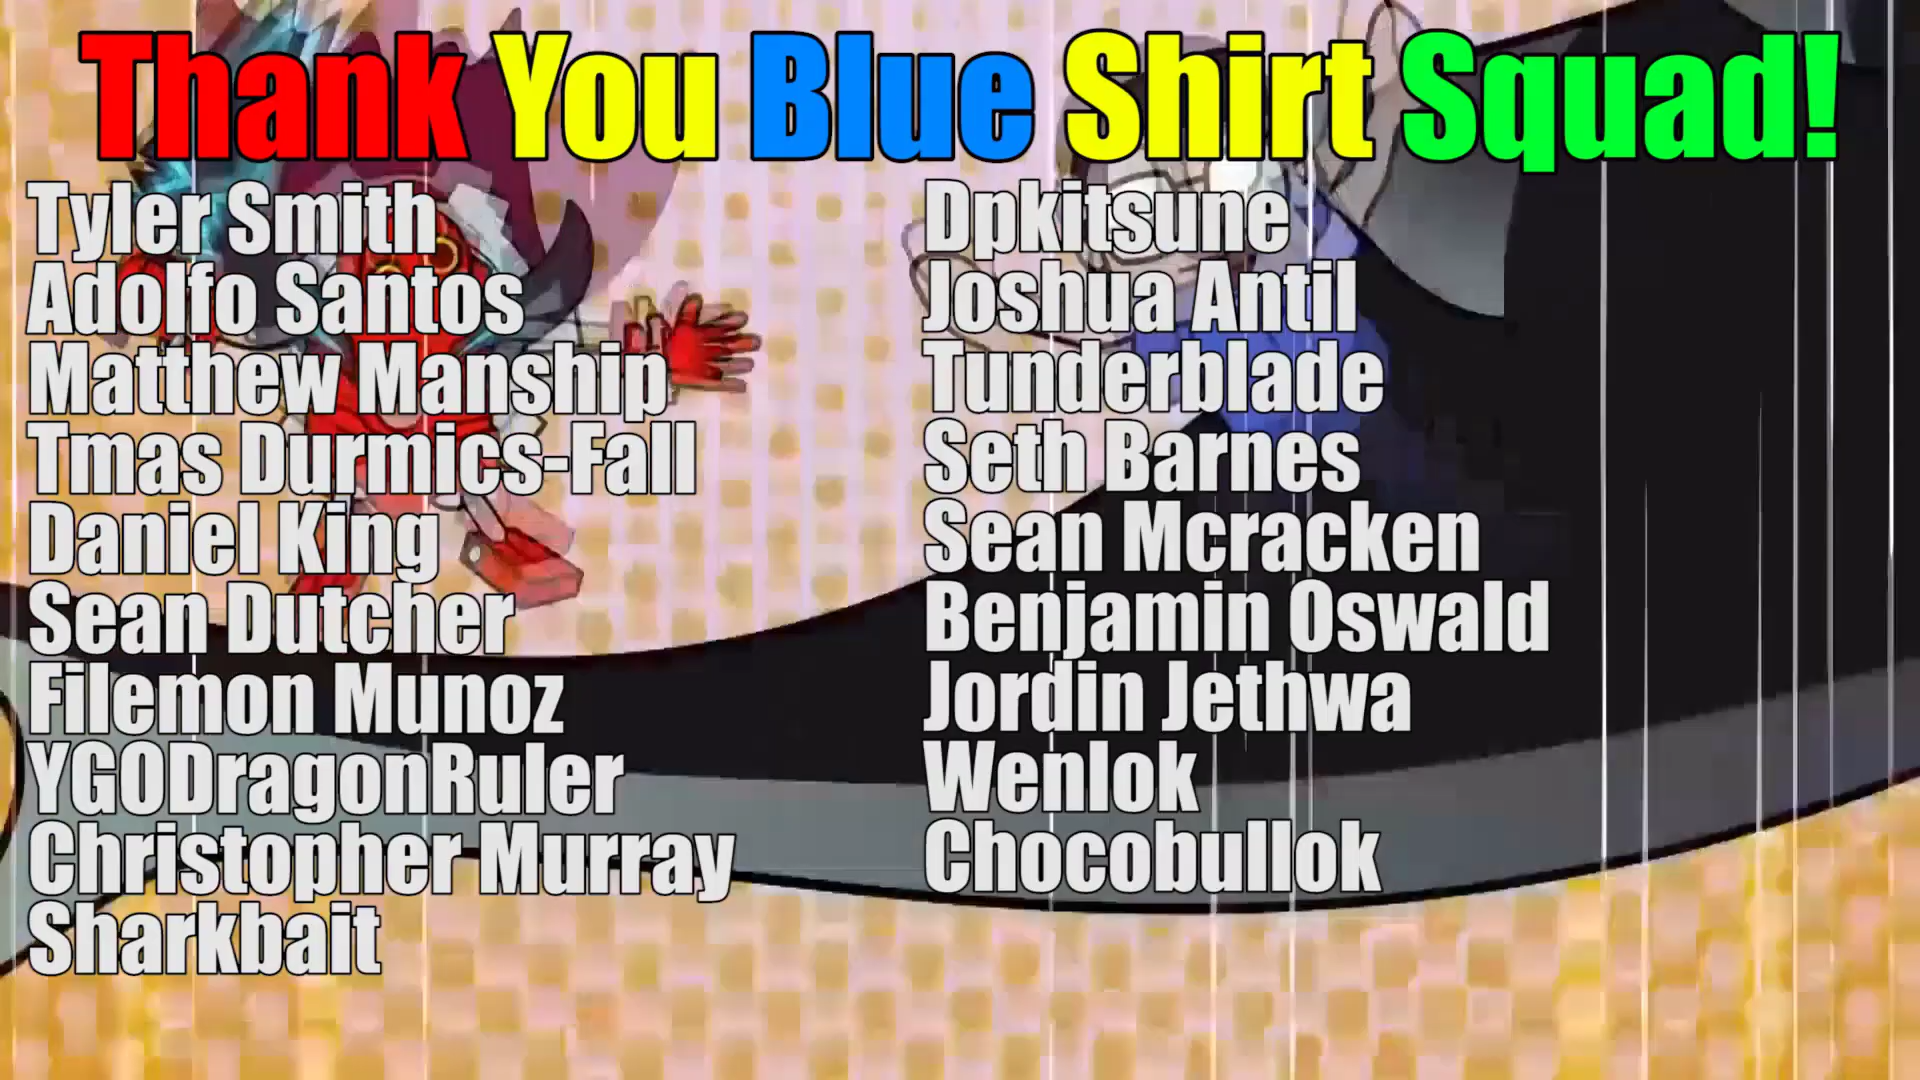 Thank You Blue Shirt Squad!
Tyler Smith
Adolfo Santos
Matthew Manship
Tmas Durmics-Fall
Daniel King
Sean Dutcher
Filemon Munoz
YGODragonRuler
Christopher Murray
Sharkbait
Dpkitsune
Joshua Antil
Tunderblade
Seth Barnes
Sean Mcracken
Benjamin Oswald
Jordin Jethwa
Wenlok
Chocobullok